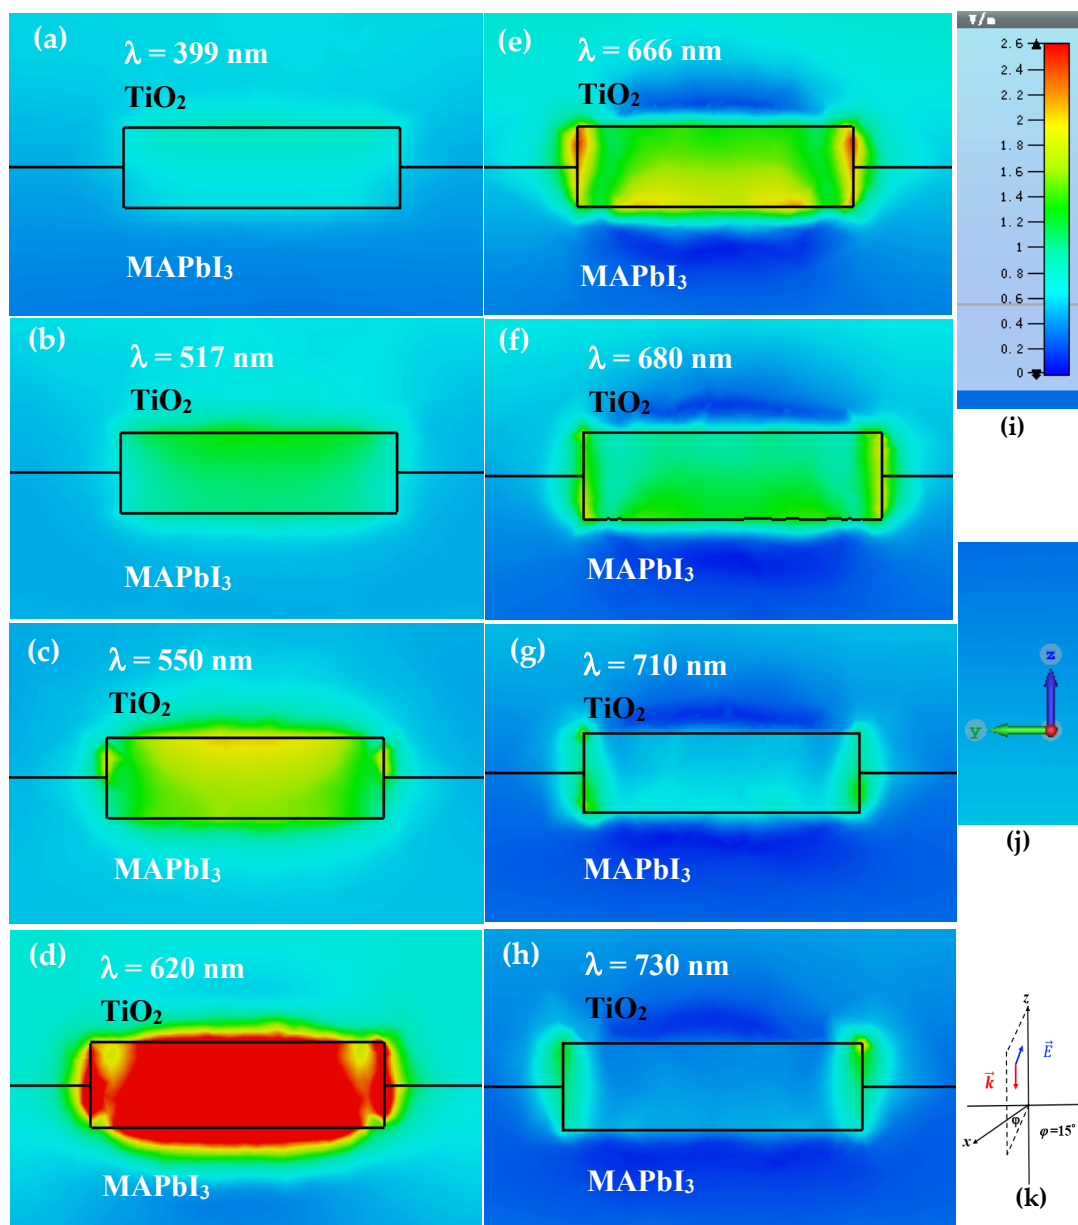 (a)
λ = 399 nm
TiO₂
MAPbI₃
(b)
λ = 517 nm
TiO₂
MAPbI₃
(c)
λ = 550 nm
TiO₂
MAPbI₃
(d)
λ = 620 nm
TiO₂
MAPbI₃
(e)
λ = 666 nm
TiO₂
MAPbI₃
(f)
λ = 680 nm
TiO₂
MAPbI₃
(g)
λ = 710 nm
TiO₂
MAPbI₃
(h)
λ = 730 nm
TiO₂
MAPbI₃
V/m
2.6
2.4
2.2
2
1.8
1.6
1.4
1.2
1
0.8
0.6
0.4
0.2
0
(i)
z
y
(j)
z
E⃗
k⃗
φ
x
φ=15°
(k)